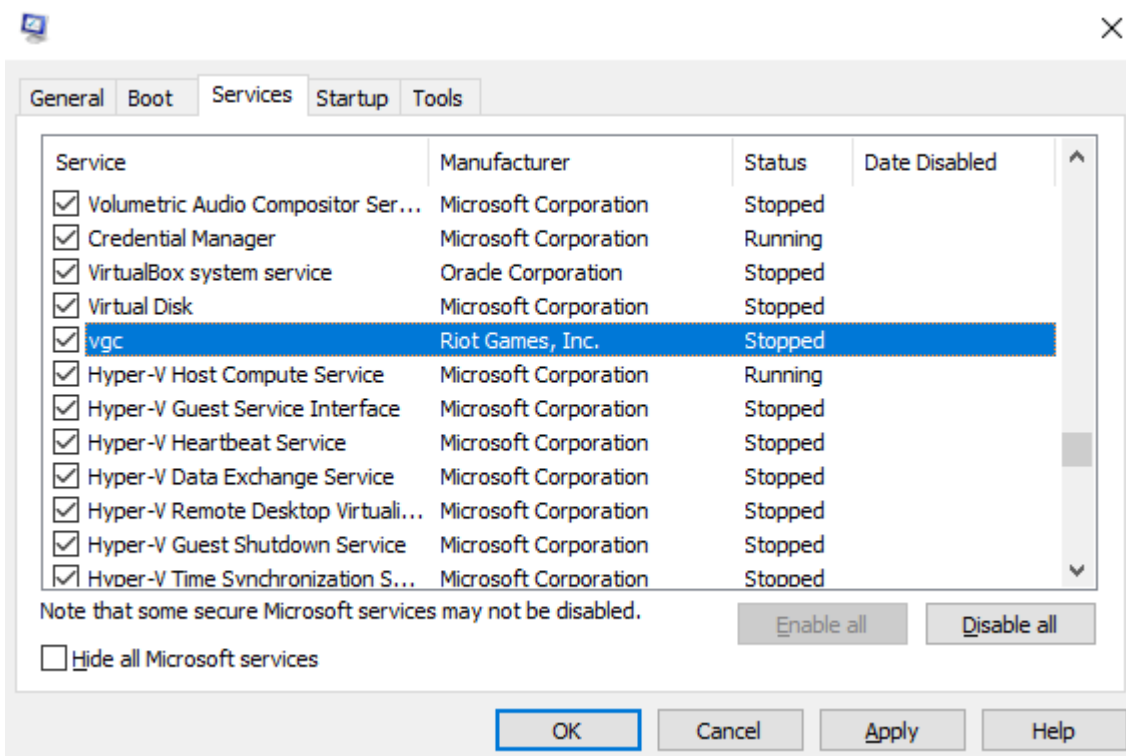 General Boot Services Startup Tools
Service Manufacturer Status Date Disabled
Volumetric Audio Compositor Ser... Microsoft Corporation Stopped
Credential Manager Microsoft Corporation Running
VirtualBox system service Oracle Corporation Stopped
Virtual Disk Microsoft Corporation Stopped
vgc Riot Games, Inc. Stopped
Hyper-V Host Compute Service Microsoft Corporation Running
Hyper-V Guest Service Interface Microsoft Corporation Stopped
Hyper-V Heartbeat Service Microsoft Corporation Stopped
Hyper-V Data Exchange Service Microsoft Corporation Stopped
Hyper-V Remote Desktop Virtuali... Microsoft Corporation Stopped
Hyper-V Guest Shutdown Service Microsoft Corporation Stopped
Hyper-V Time Synchronization S... Microsoft Corporation Stopped
Note that some secure Microsoft services may not be disabled.
Enable all Disable all
Hide all Microsoft services
OK Cancel Apply Help